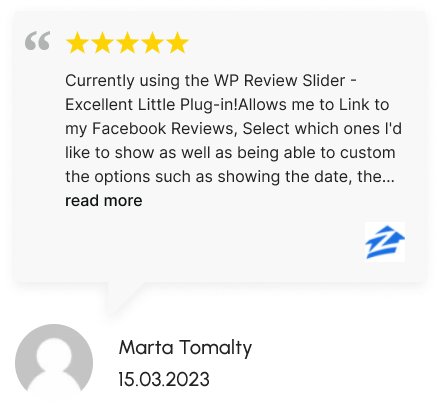 Currently using the WP Review Slider -
Excellent Little Plug-in!Allows me to Link to
my Facebook Reviews, Select which ones I'd
like to show as well as being able to custom
the options such as showing the date, the...
read more
Marta Tomalty
15.03.2023